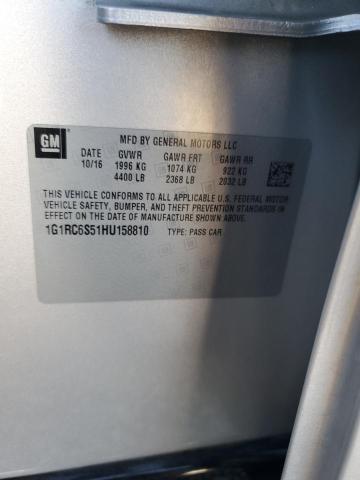 GM
MFD BY GENERAL MOTORS LLC
DATE GVWR GAWR FRT GAWR RR
10/16 1996 KG 1074 KG 922 KG
4400 LB 2368 LB 2032 LB
THIS VEHICLE CONFORMS TO ALL APPLICABLE U.S. FEDERAL MOTOR
VEHICLE SAFETY, BUMPER, AND THEFT PREVENTION STANDARDS IN
EFFECT ON THE DATE OF MANUFACTURE SHOWN ABOVE.
1G1RC6S51HU158810 TYPE: PASS CAR